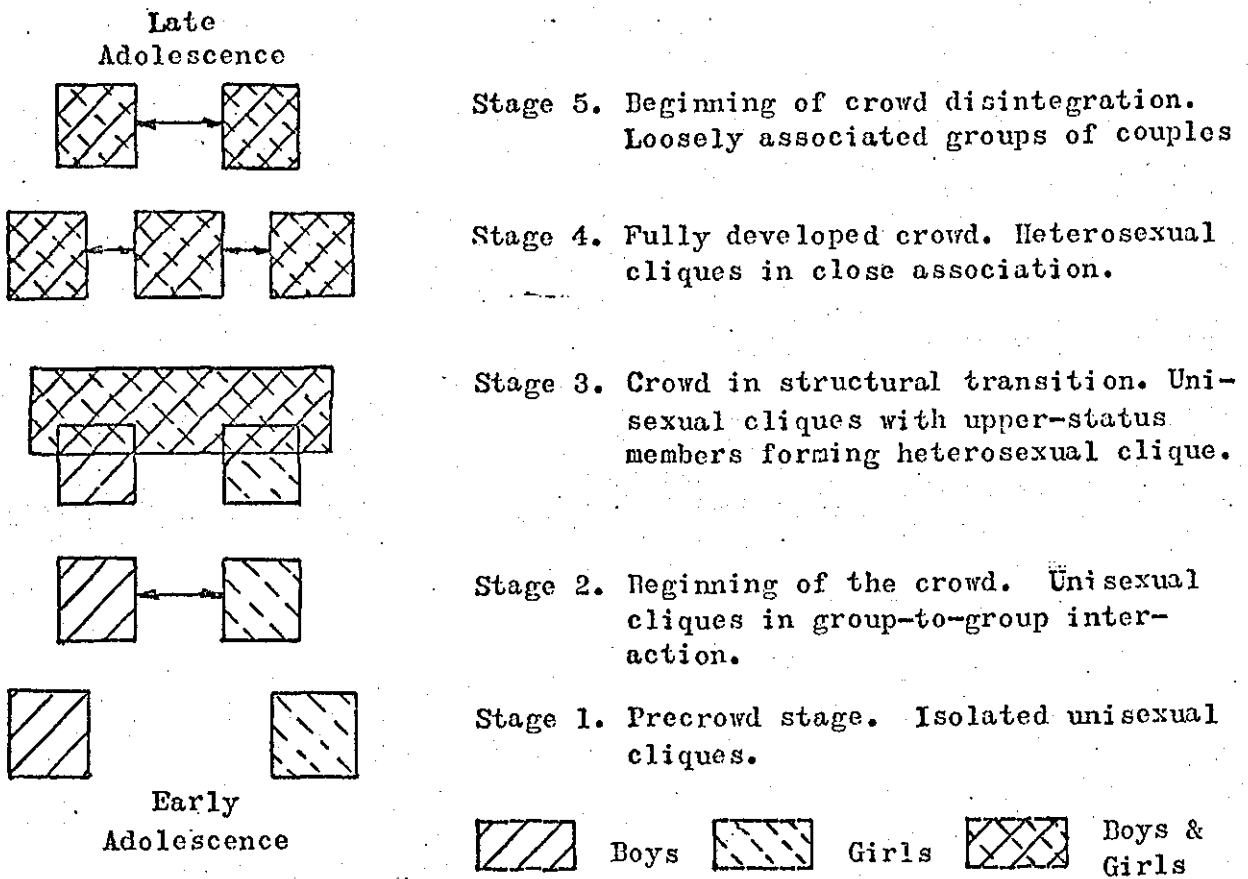 Late
Adolescence
Stage 5. Beginning of crowd disintegration.
Loosely associated groups of couples
Stage 4. Fully developed crowd. Heterosexual
cliques in close association.
Stage 3. Crowd in structural transition. Uni-
sexual cliques with upper-status
members forming heterosexual clique.
Stage 2. Beginning of the crowd. Unisexual
cliques in group-to-group inter-
action.
Stage 1. Precrowd stage. Isolated unisexual
cliques.
Early
Adolescence
Boys
Girls
Boys &
Girls